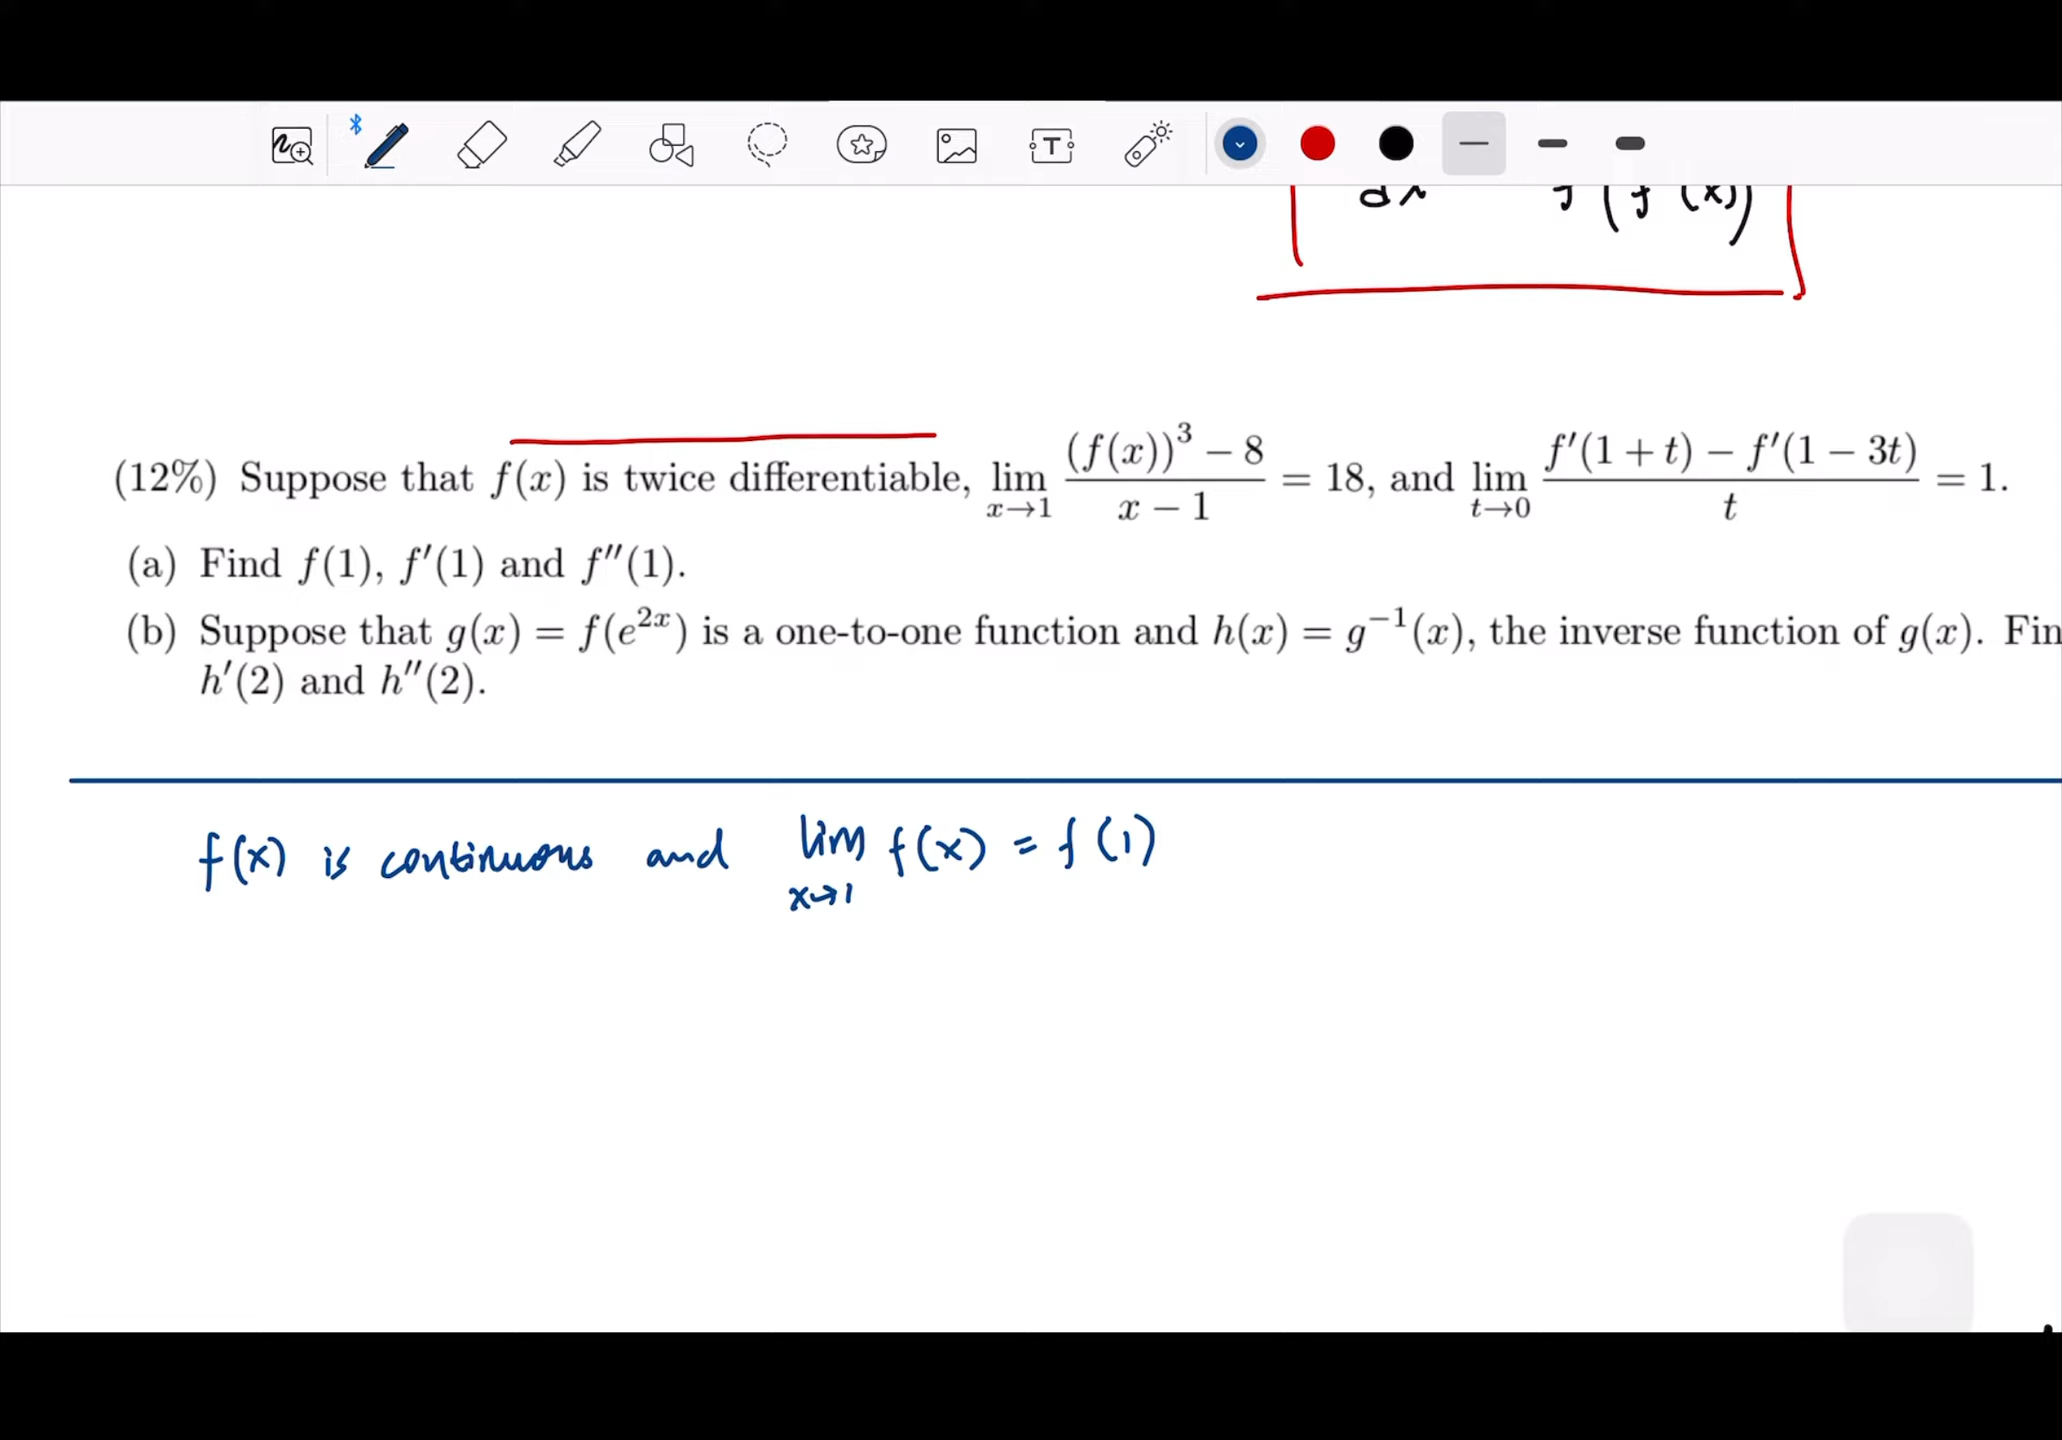 dx f'(f⁻¹(x))
(12%) Suppose that f(x) is twice differentiable, lim_{x→1} ((f(x))³ − 8)/(x − 1) = 18, and lim_{t→0} (f′(1 + t) − f′(1 − 3t))/t = 1.
(a) Find f(1), f′(1) and f″(1).
(b) Suppose that g(x) = f(e^{2x}) is a one-to-one function and h(x) = g⁻¹(x), the inverse function of g(x). Fin
h′(2) and h″(2).
f(x) is continuous and lim_{x→1} f(x) = f(1)